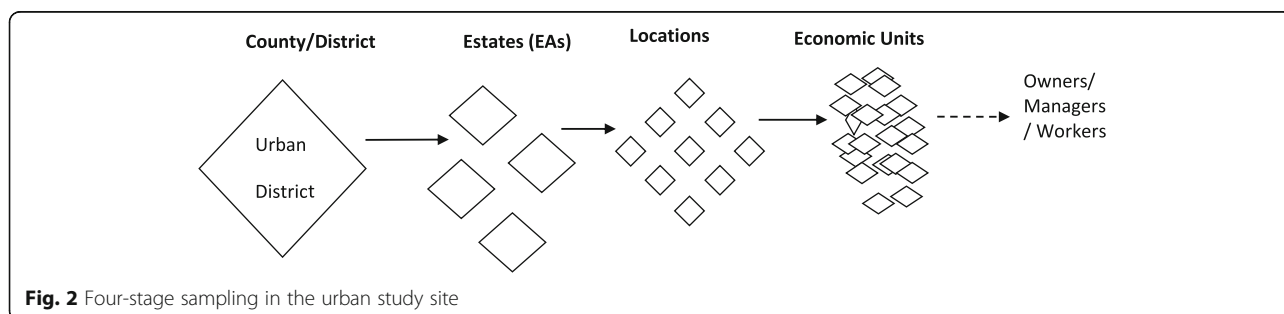 County/District
Estates (EAs)
Locations
Economic Units
Urban
District
Owners/
Managers
/ Workers
Fig. 2 Four-stage sampling in the urban study site